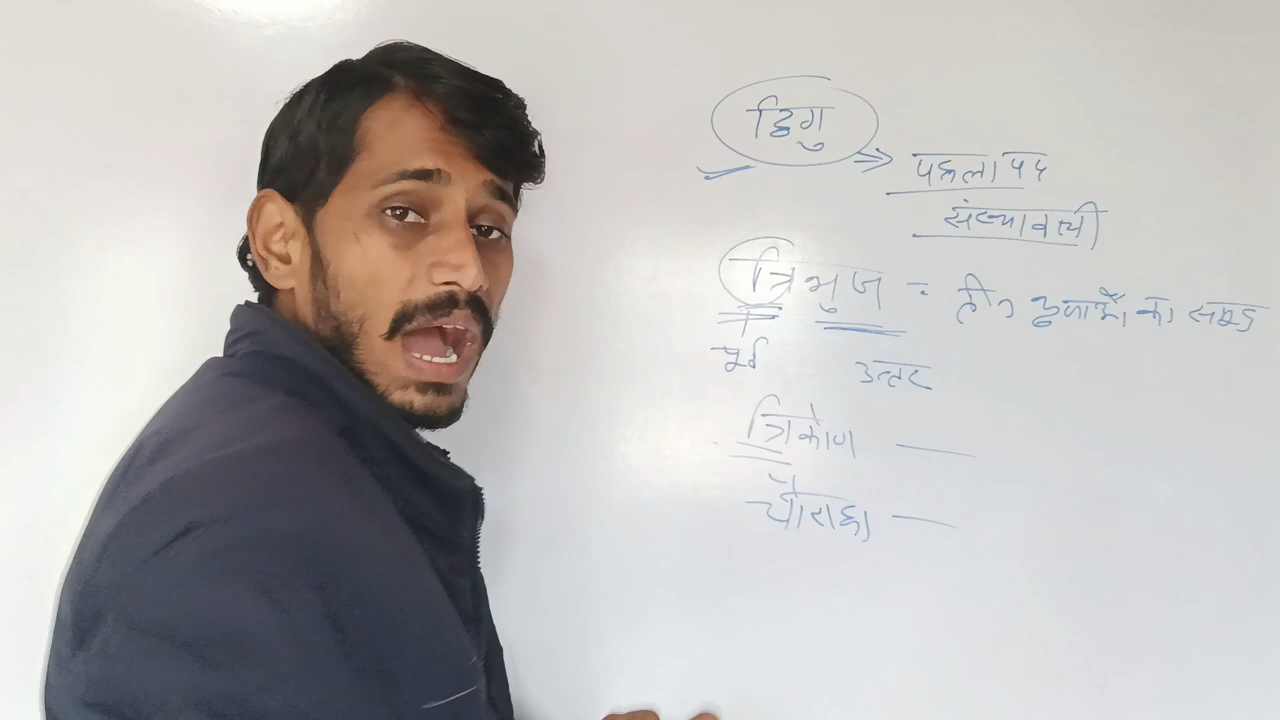 द्विगु
पहला पद
संख्यावाची
त्रिभुज = तीन भुजाओं का समूह
पूर्व उत्तर
त्रिकोण —
चौराहा —